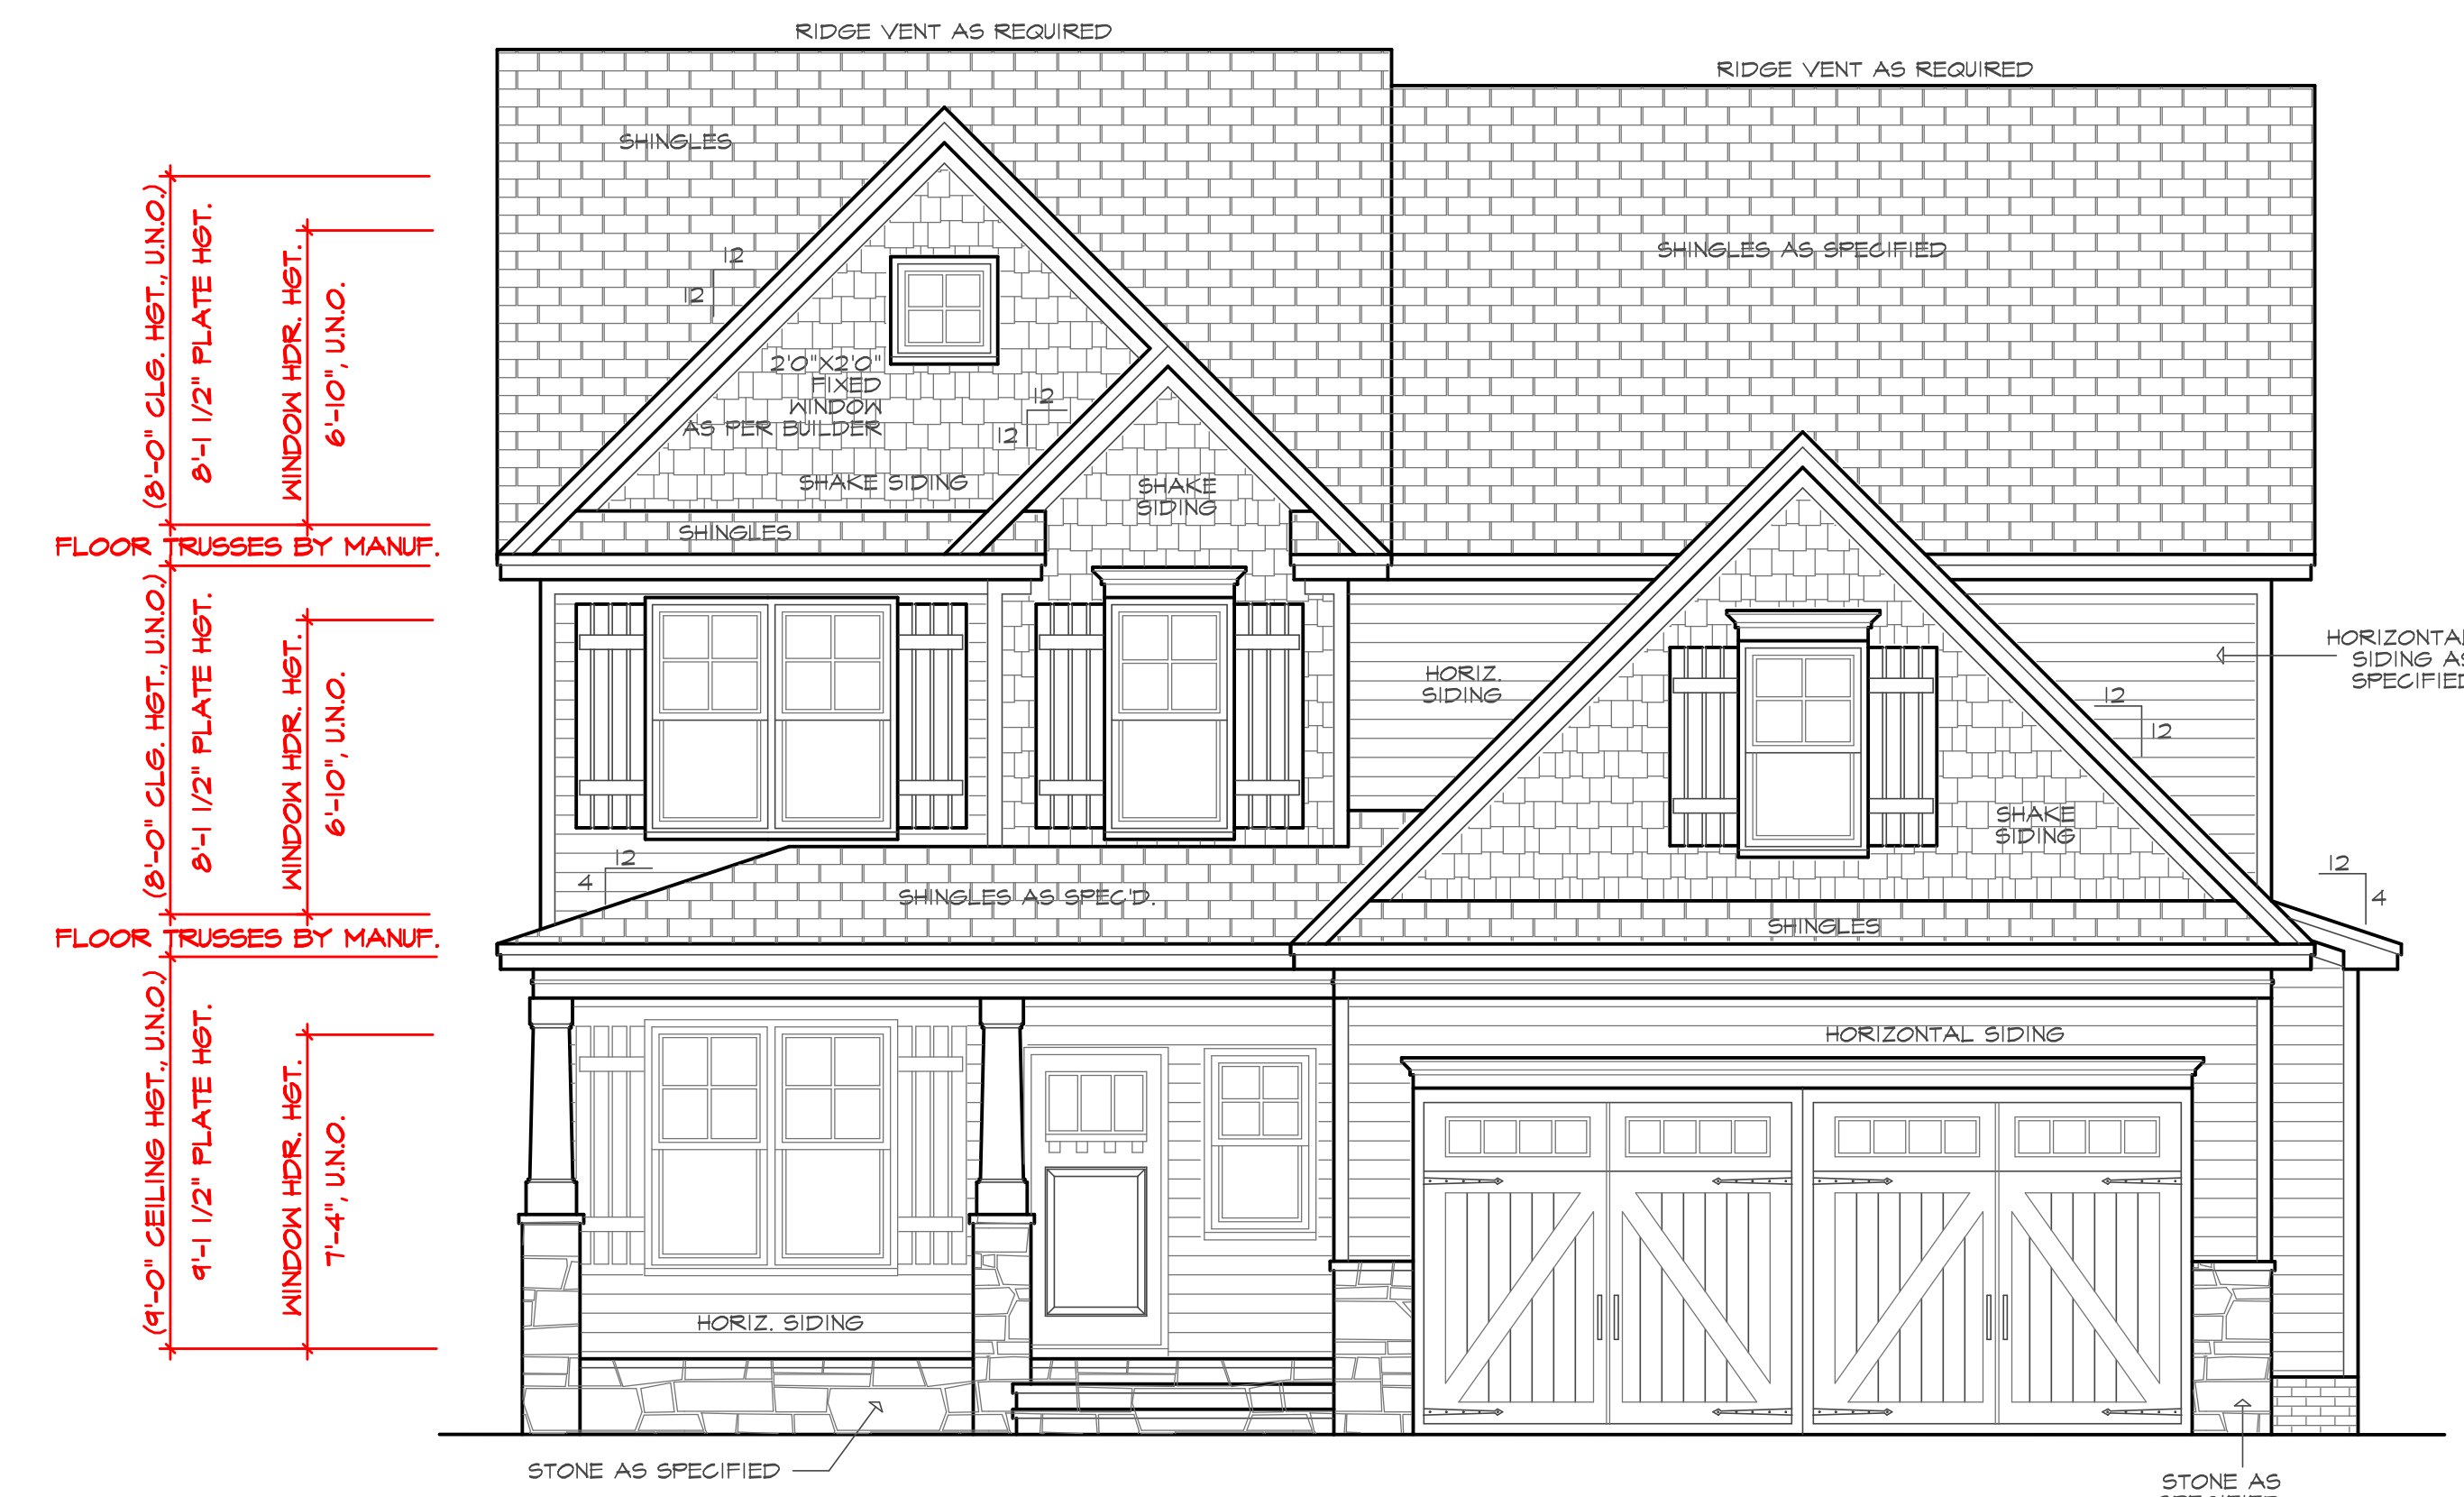 RIDGE VENT AS REQUIRED
RIDGE VENT AS REQUIRED
SHINGLES
SHINGLES AS SPECIFIED
12
12
2'0"X2'0"
FIXED
WINDOW
AS PER BUILDER
12
12
SHAKE SIDING
SHAKE
SIDING
SHINGLES
(8'-0" CLG. HGT., U.N.O.)
8'-1 1/2" PLATE HGT.
WINDOW HDR. HGT.
6'-10", U.N.O.
FLOOR TRUSSES BY MANUF.
(8'-0" CLG. HGT., U.N.O.)
8'-1 1/2" PLATE HGT.
WINDOW HDR. HGT.
6'-10", U.N.O.
HORIZ.
SIDING
HORIZONTAL
SIDING AS
SPECIFIED
12
12
SHAKE
SIDING
12
4
12
4
SHINGLES AS SPEC'D.
SHINGLES
FLOOR TRUSSES BY MANUF.
(9'-0" CEILING HGT., U.N.O.)
9'-1 1/2" PLATE HGT.
WINDOW HDR. HGT.
7'-4", U.N.O.
HORIZONTAL SIDING
HORIZ. SIDING
STONE AS SPECIFIED
STONE AS